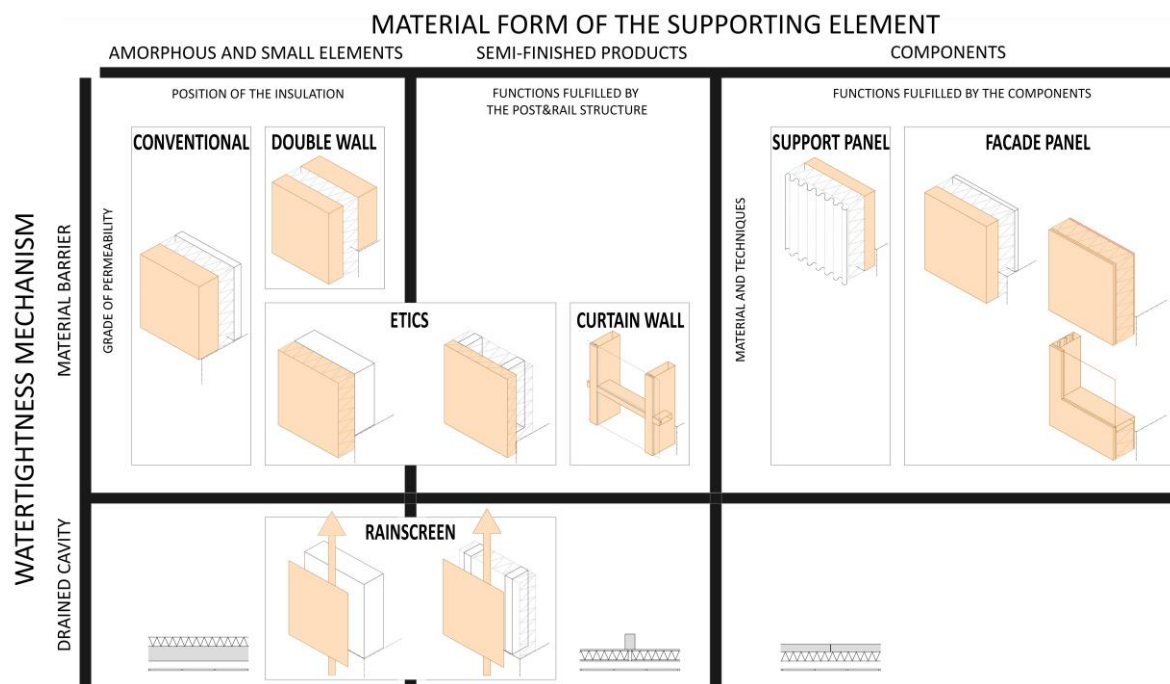 MATERIAL FORM OF THE SUPPORTING ELEMENT
AMORPHOUS AND SMALL ELEMENTS
SEMI-FINISHED PRODUCTS
COMPONENTS
WATERTIGHTNESS MECHANISM
MATERIAL BARRIER
POSITION OF THE INSULATION
GRADE OF PERMEABILITY
CONVENTIONAL
DOUBLE WALL
ETICS
FUNCTIONS FULFILLED BY
THE POST&RAIL STRUCTURE
CURTAIN WALL
FUNCTIONS FULFILLED BY THE COMPONENTS
MATERIAL AND TECHNIQUES
SUPPORT PANEL
FACADE PANEL
DRAINED CAVITY
RAINSCREEN